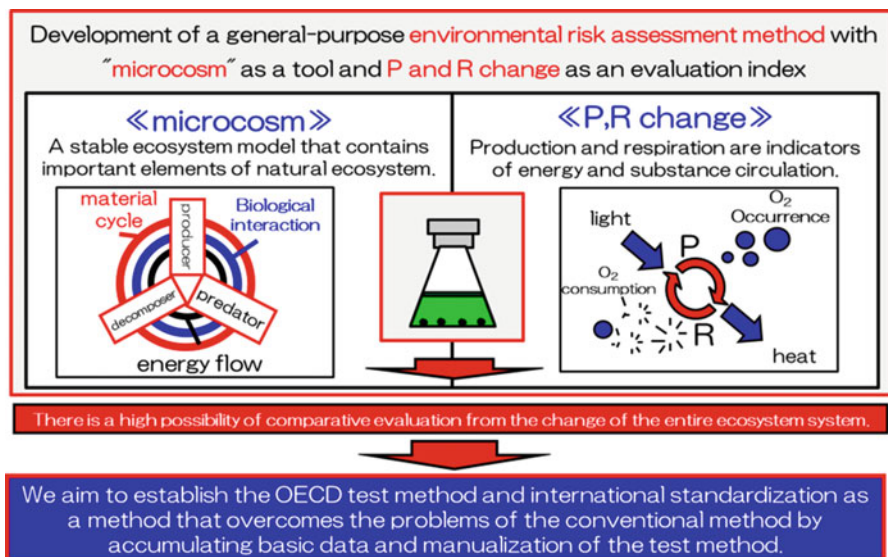 Development of a general-purpose environmental risk assessment method with
"microcosm" as a tool and P and R change as an evaluation index
≪microcosm≫
A stable ecosystem model that contains
important elements of natural ecosystem.
material
cycle
Biological
interaction
producer
decomposer
predator
energy flow
≪P,R change≫
Production and respiration are indicators
of energy and substance circulation.
light
O₂
Occurrence
P
O₂
consumption
R
heat
There is a high possibility of comparative evaluation from the change of the entire ecosystem system.
We aim to establish the OECD test method and international standardization as
a method that overcomes the problems of the conventional method by
accumulating basic data and manualization of the test method.